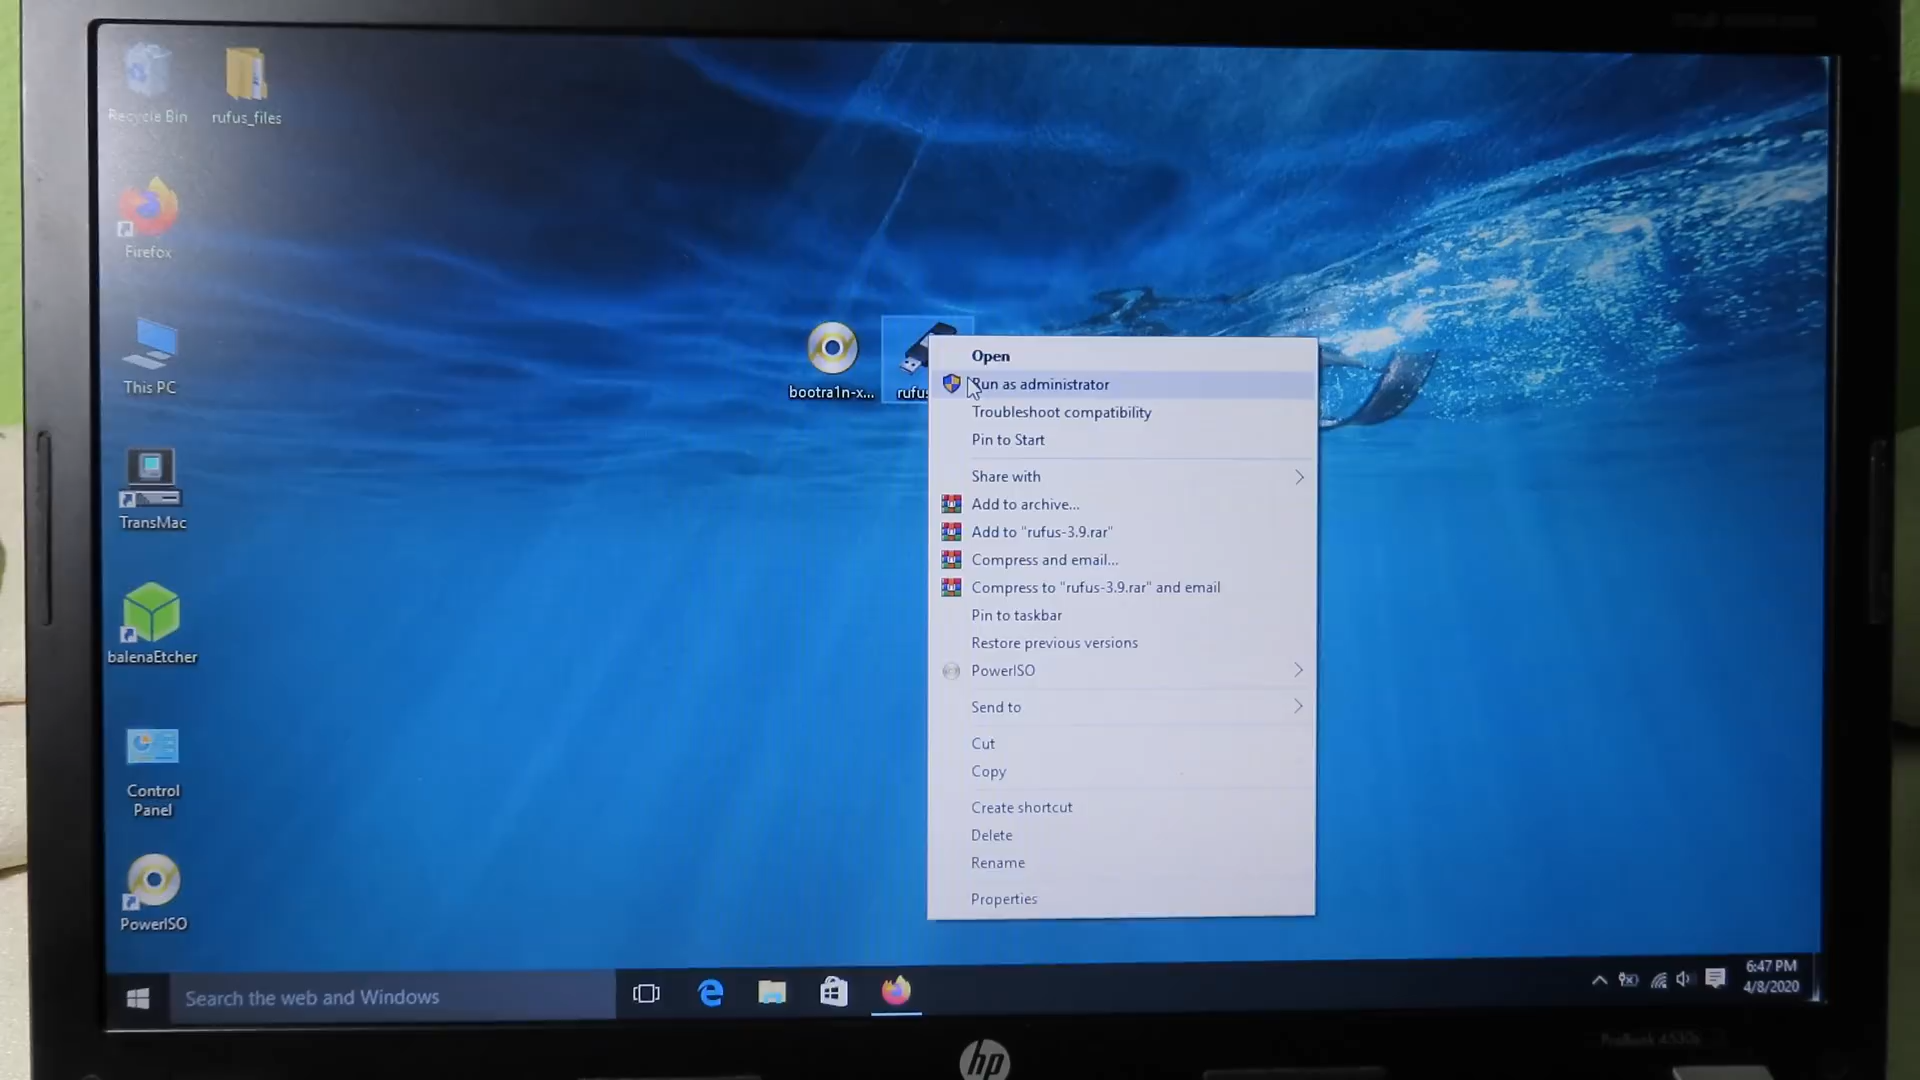 Recycle Bin
rufus_files
Firefox
This PC
TransMac
balenaEtcher
Control
Panel
PowerISO
bootra1n-x...
rufus
Open
Run as administrator
Troubleshoot compatibility
Pin to Start
Share with
Add to archive...
Add to "rufus-3.9.rar"
Compress and email...
Compress to "rufus-3.9.rar" and email
Pin to taskbar
Restore previous versions
PowerISO
Send to
Cut
Copy
Create shortcut
Delete
Rename
Properties
Search the web and Windows
6:47 PM
4/8/2020
ProBook 4530s
hp